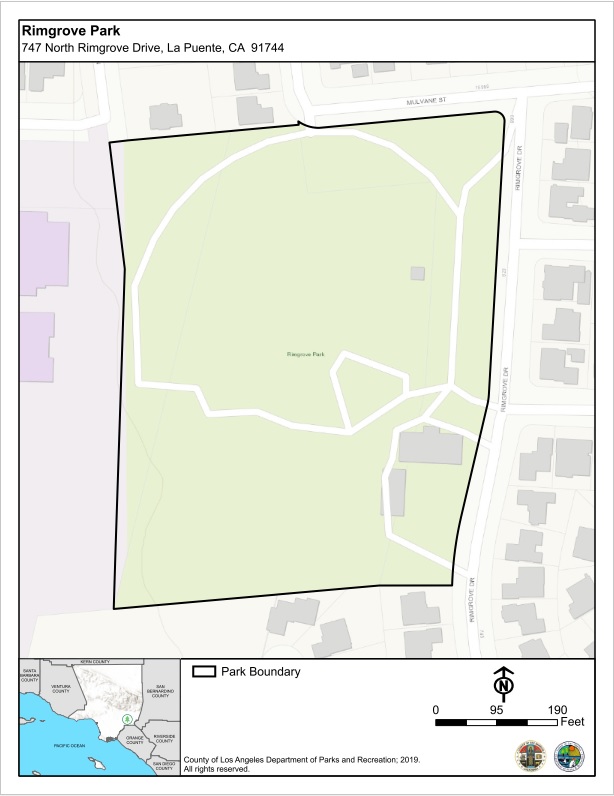 Rimgrove Park
747 North Rimgrove Drive, La Puente, CA  91744
MULVANE ST
RIMGROVE DR
Rimgrove Park
RIMGROVE DR
RIMGROVE DR
KERN COUNTY
SANTA
BARBARA
COUNTY
VENTURA
COUNTY
SAN
BERNARDINO
COUNTY
PACIFIC OCEAN
ORANGE
COUNTY
RIVERSIDE
COUNTY
SAN DIEGO
COUNTY
Park Boundary
N
0 95 190
Feet
County of Los Angeles Department of Parks and Recreation; 2019.
All rights reserved.